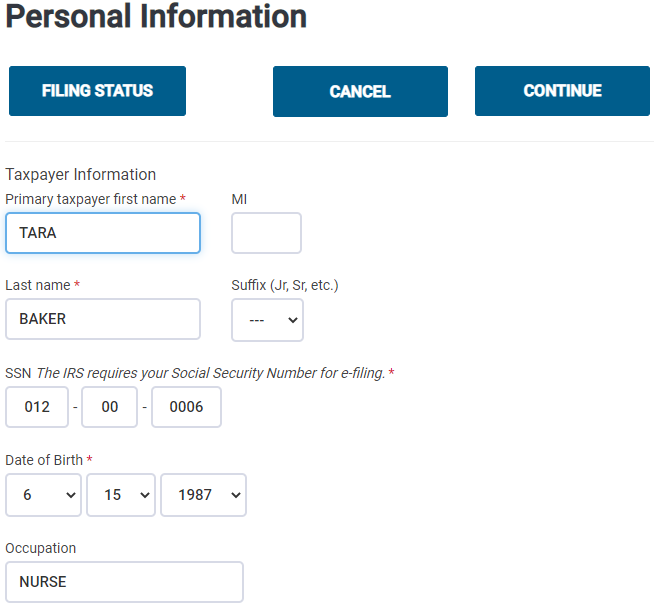 Personal Information
FILING STATUS CANCEL CONTINUE
Taxpayer Information
Primary taxpayer first name * MI
TARA
Last name * Suffix (Jr, Sr, etc.)
BAKER ---
SSN The IRS requires your Social Security Number for e-filing. *
012 - 00 - 0006
Date of Birth *
6 15 1987
Occupation
NURSE